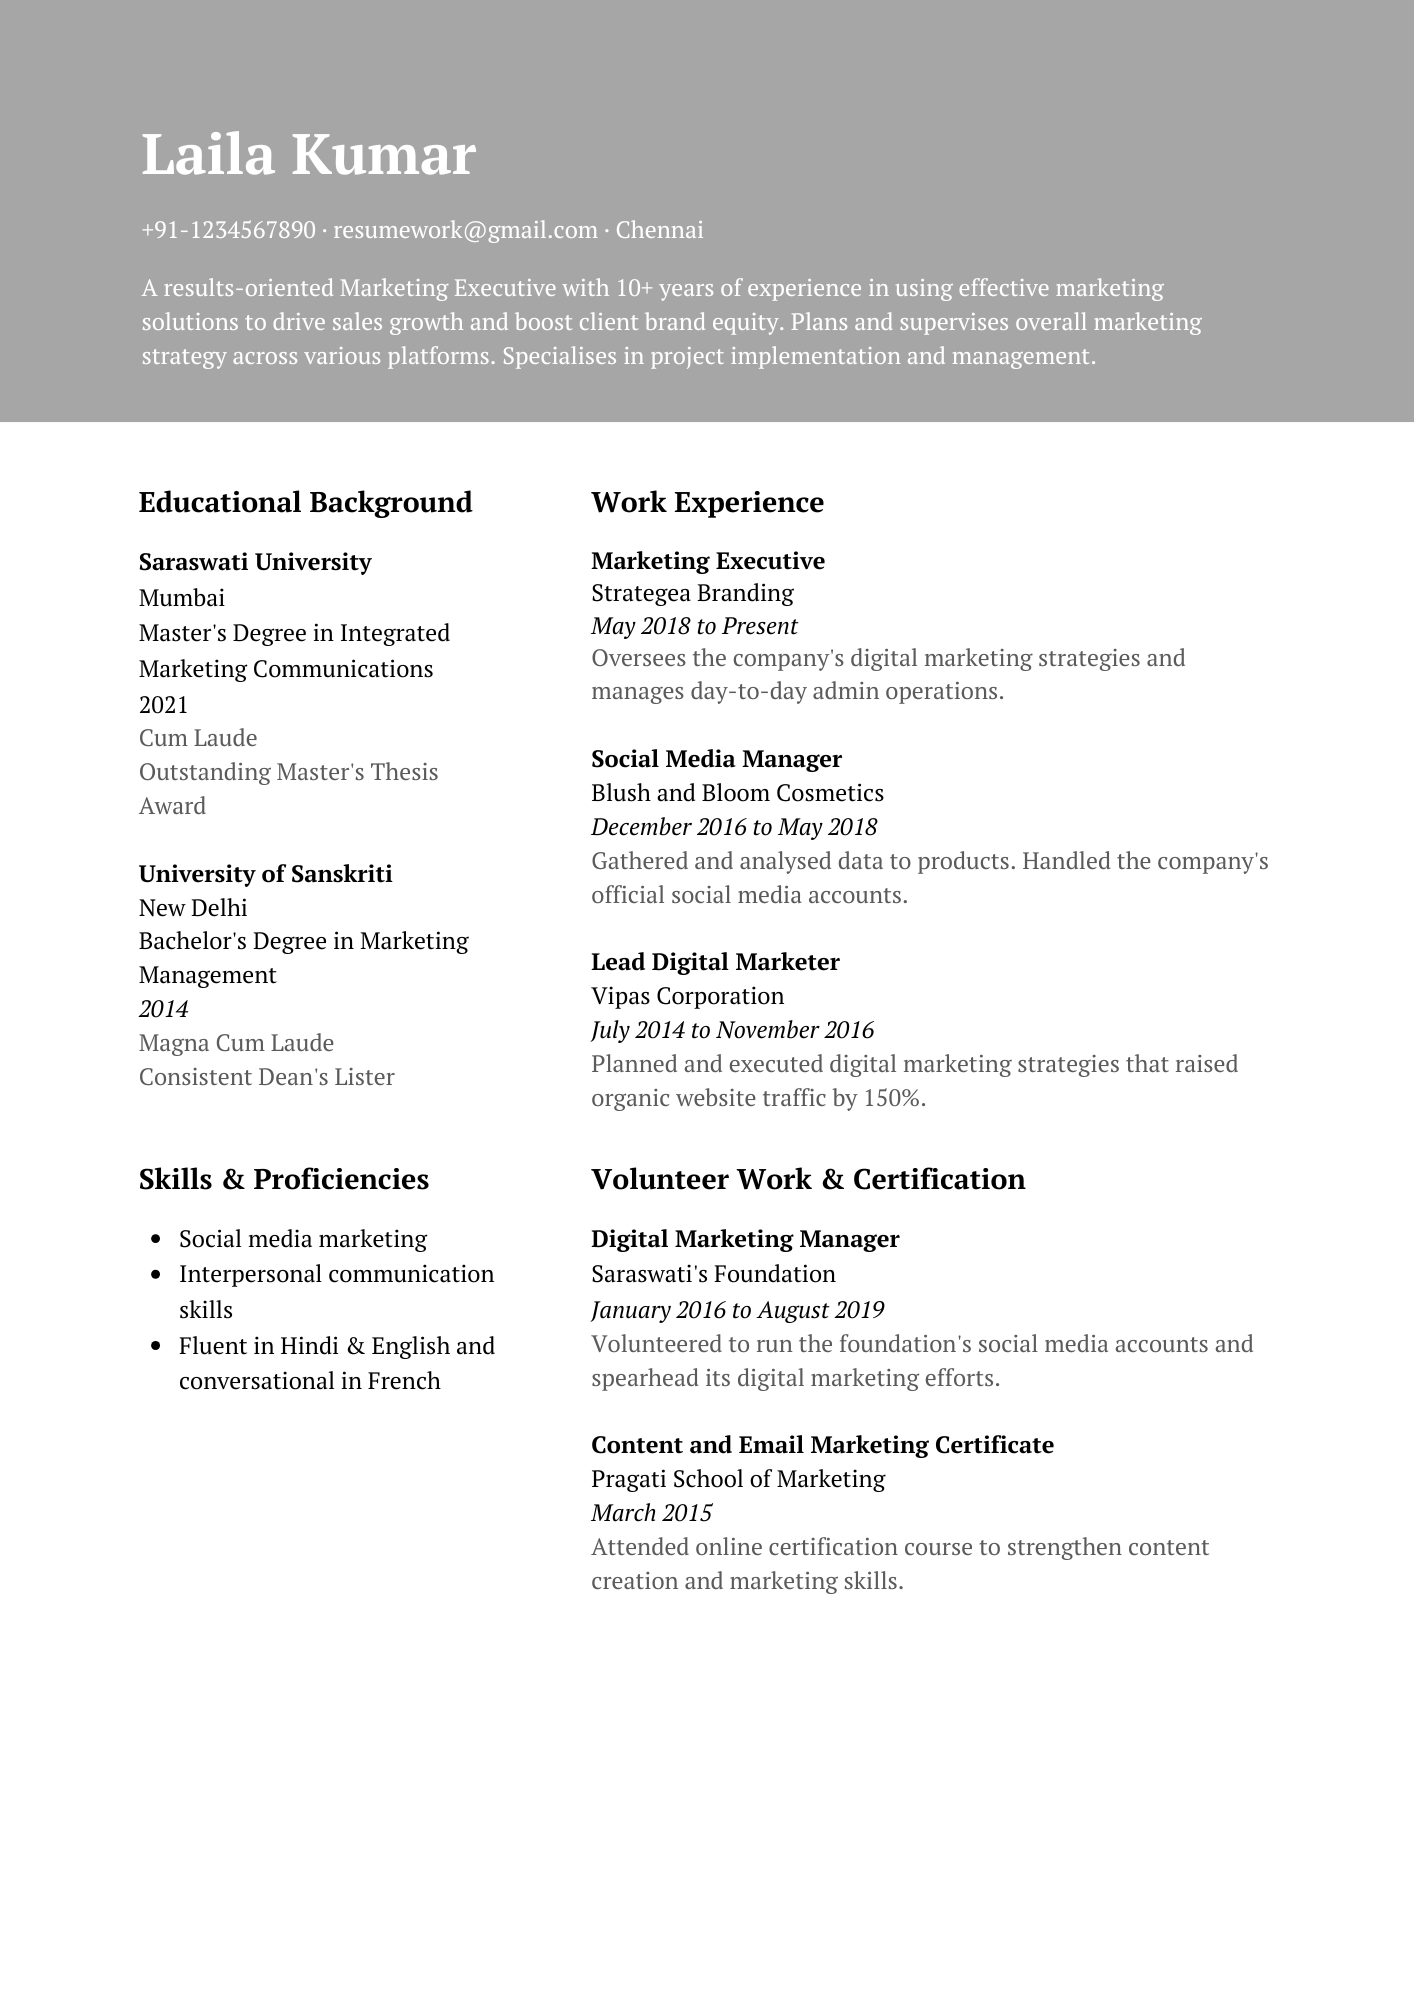 Laila Kumar
+91-1234567890 · resumework@gmail.com · Chennai
A results-oriented Marketing Executive with 10+ years of experience in using effective marketing
solutions to drive sales growth and boost client brand equity. Plans and supervises overall marketing
strategy across various platforms. Specialises in project implementation and management.
Educational Background
Saraswati University
Mumbai
Master's Degree in Integrated
Marketing Communications
2021
Cum Laude
Outstanding Master's Thesis
Award
University of Sanskriti
New Delhi
Bachelor's Degree in Marketing
Management
2014
Magna Cum Laude
Consistent Dean's Lister
Skills & Proficiencies
• Social media marketing
• Interpersonal communication
skills
• Fluent in Hindi & English and
conversational in French
Work Experience
Marketing Executive
Strategea Branding
May 2018 to Present
Oversees the company's digital marketing strategies and
manages day-to-day admin operations.
Social Media Manager
Blush and Bloom Cosmetics
December 2016 to May 2018
Gathered and analysed data to products. Handled the company's
official social media accounts.
Lead Digital Marketer
Vipas Corporation
July 2014 to November 2016
Planned and executed digital marketing strategies that raised
organic website traffic by 150%.
Volunteer Work & Certification
Digital Marketing Manager
Saraswati's Foundation
January 2016 to August 2019
Volunteered to run the foundation's social media accounts and
spearhead its digital marketing efforts.
Content and Email Marketing Certificate
Pragati School of Marketing
March 2015
Attended online certification course to strengthen content
creation and marketing skills.